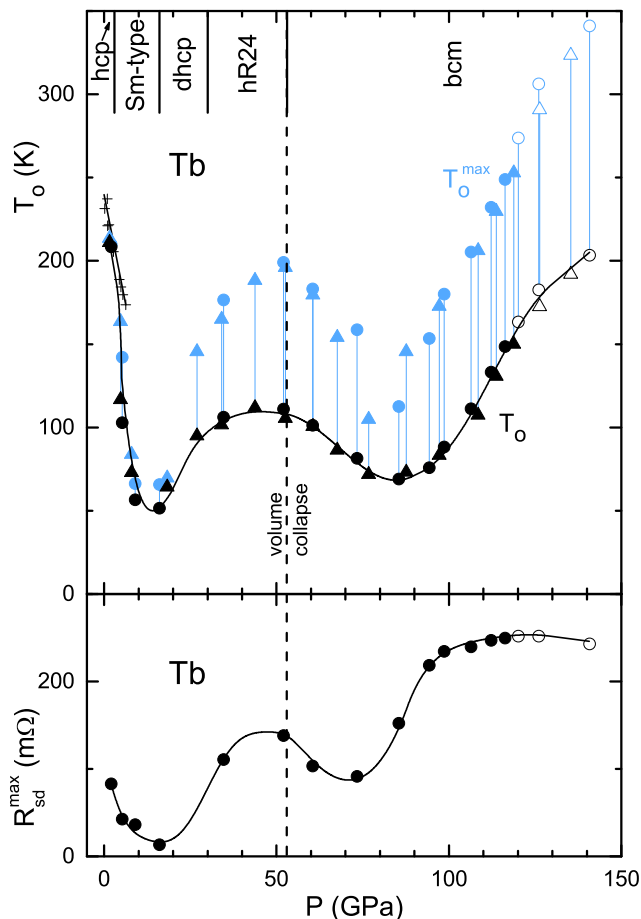 hcp
Sm-type
dhcp
hR24
bcm
300
200
100
0
T_o (K)
Tb
T_o^max
T_o
volume
collapse
200
0
R_sd^max (mΩ)
Tb
0
50
100
150
P (GPa)